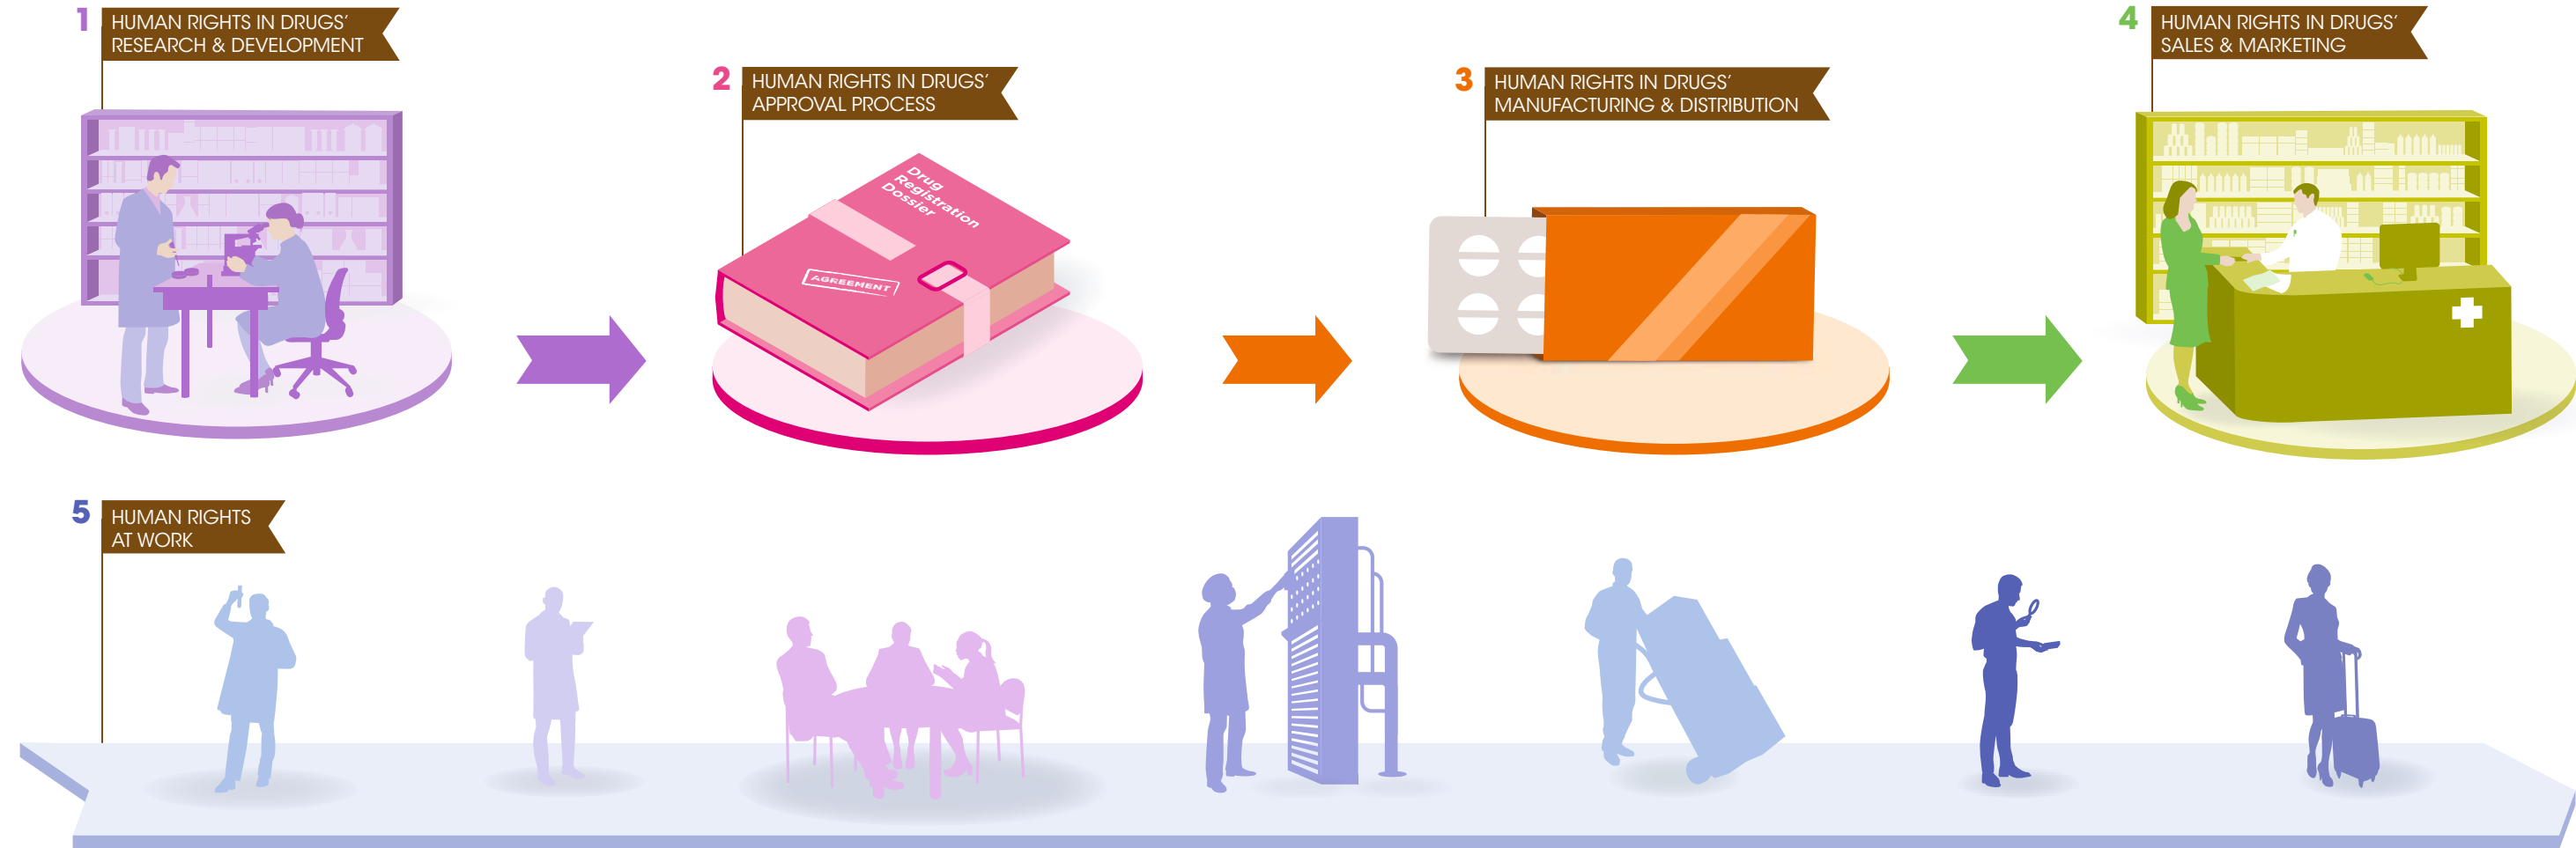 1
HUMAN RIGHTS IN DRUGS'
RESEARCH & DEVELOPMENT
2
HUMAN RIGHTS IN DRUGS'
APPROVAL PROCESS
Drug
Registration
Dossier
AGREEMENT
3
HUMAN RIGHTS IN DRUGS'
MANUFACTURING & DISTRIBUTION
4
HUMAN RIGHTS IN DRUGS'
SALES & MARKETING
5
HUMAN RIGHTS
AT WORK